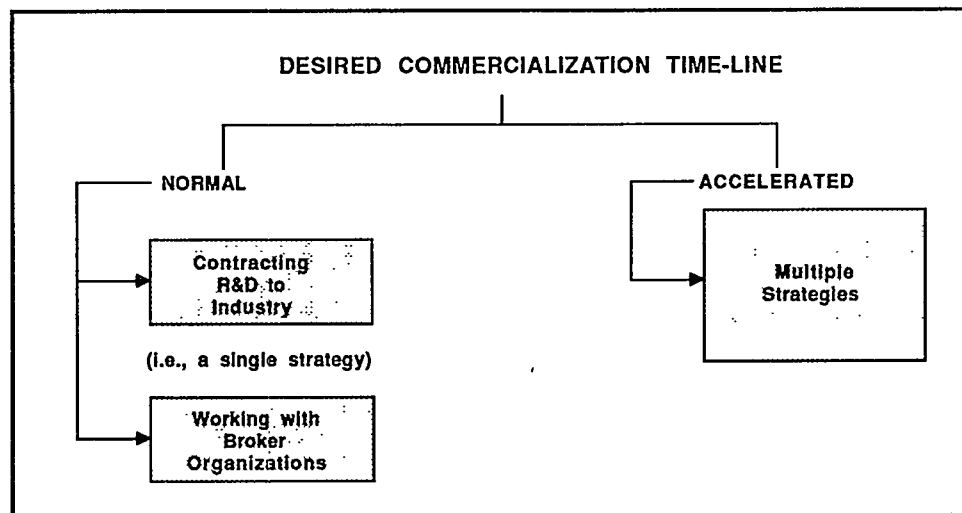 DESIRED COMMERCIALIZATION TIME-LINE
NORMAL
Contracting
R&D to
Industry
(i.e., a single strategy)
Working with
Broker
Organizations
ACCELERATED
Multiple
Strategies